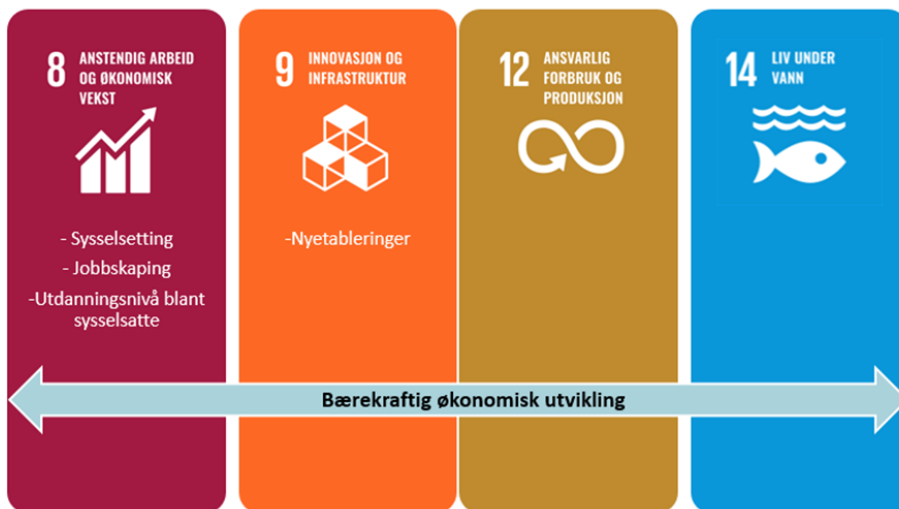 8 ANSTENDIG ARBEID
OG ØKONOMISK
VEKST
- Sysselsetting
- Jobbskaping
-Utdanningsnivå blant
sysselsatte
9 INNOVASJON OG
INFRASTRUKTUR
-Nyetableringer
12 ANSVARLIG
FORBRUK OG
PRODUKSJON
14 LIV UNDER
VANN
Bærekraftig økonomisk utvikling